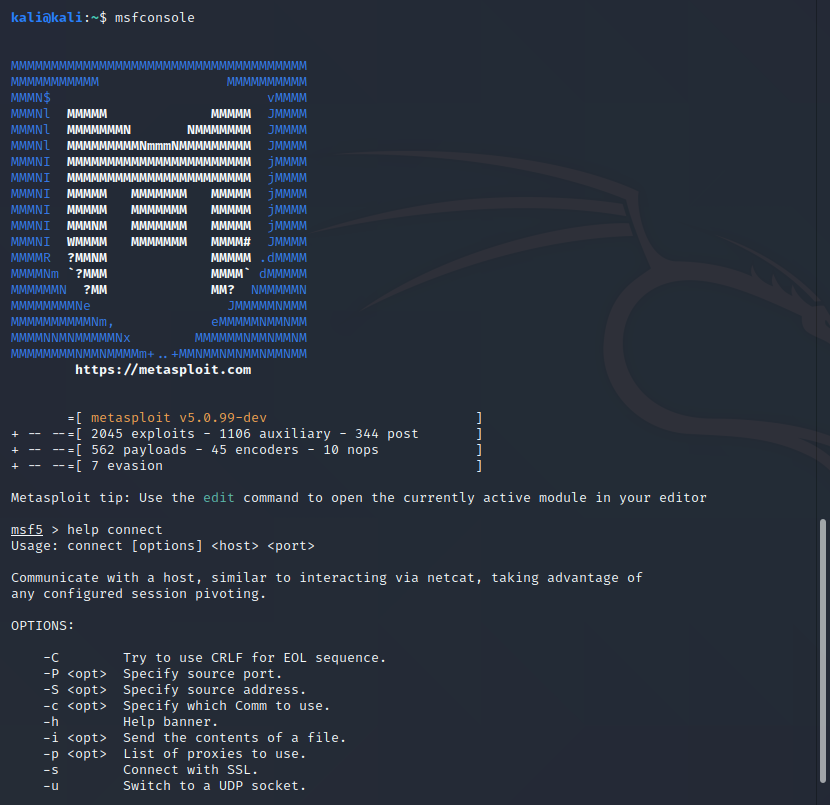 kali@kali:~$ msfconsole
MMMMMMMMMMMMMMMMMMMMMMMMMMMMMMMMMMMMM
MMMMMMMMMMM                MMMMMMMMMM
MMMN$                           vMMMM
MMMNl  MMMMM             MMMMM  JMMMM
MMMNl  MMMMMMMN       NMMMMMMM  JMMMM
MMMNl  MMMMMMMMMNmmmNMMMMMMMMM  JMMMM
MMMNI  MMMMMMMMMMMMMMMMMMMMMMM  jMMMM
MMMNI  MMMMMMMMMMMMMMMMMMMMMMM  jMMMM
MMMNI  MMMMM   MMMMMMM   MMMMM  jMMMM
MMMNI  MMMMM   MMMMMMM   MMMMM  jMMMM
MMMNI  MMMNM   MMMMMMM   MMMMM  jMMMM
MMMNI  WMMMM   MMMMMMM   MMMM#  JMMMM
MMMMR  ?MMNM             MMMMM .dMMMM
MMMMNm `?MMM             MMMM` dMMMMM
MMMMMMN  ?MM             MM?  NMMMMMN
MMMMMMMMNe                 JMMMMMNMMM
MMMMMMMMMMNm,            eMMMMMNMMNMM
MMMMNNMNMMMMMNx        MMMMMMNMMNMMNM
MMMMMMMMNMMNMMMMm+..+MMNMMNMNMMNMMNMM
https://metasploit.com
=[ metasploit v5.0.99-dev                          ]
+ -- --=[ 2045 exploits - 1106 auxiliary - 344 post       ]
+ -- --=[ 562 payloads - 45 encoders - 10 nops            ]
+ -- --=[ 7 evasion                                       ]
Metasploit tip: Use the edit command to open the currently active module in your editor
msf5 > help connect
Usage: connect [options] <host> <port>
Communicate with a host, similar to interacting via netcat, taking advantage of
any configured session pivoting.
OPTIONS:
-C        Try to use CRLF for EOL sequence.
-P <opt>  Specify source port.
-S <opt>  Specify source address.
-c <opt>  Specify which Comm to use.
-h        Help banner.
-i <opt>  Send the contents of a file.
-p <opt>  List of proxies to use.
-s        Connect with SSL.
-u        Switch to a UDP socket.